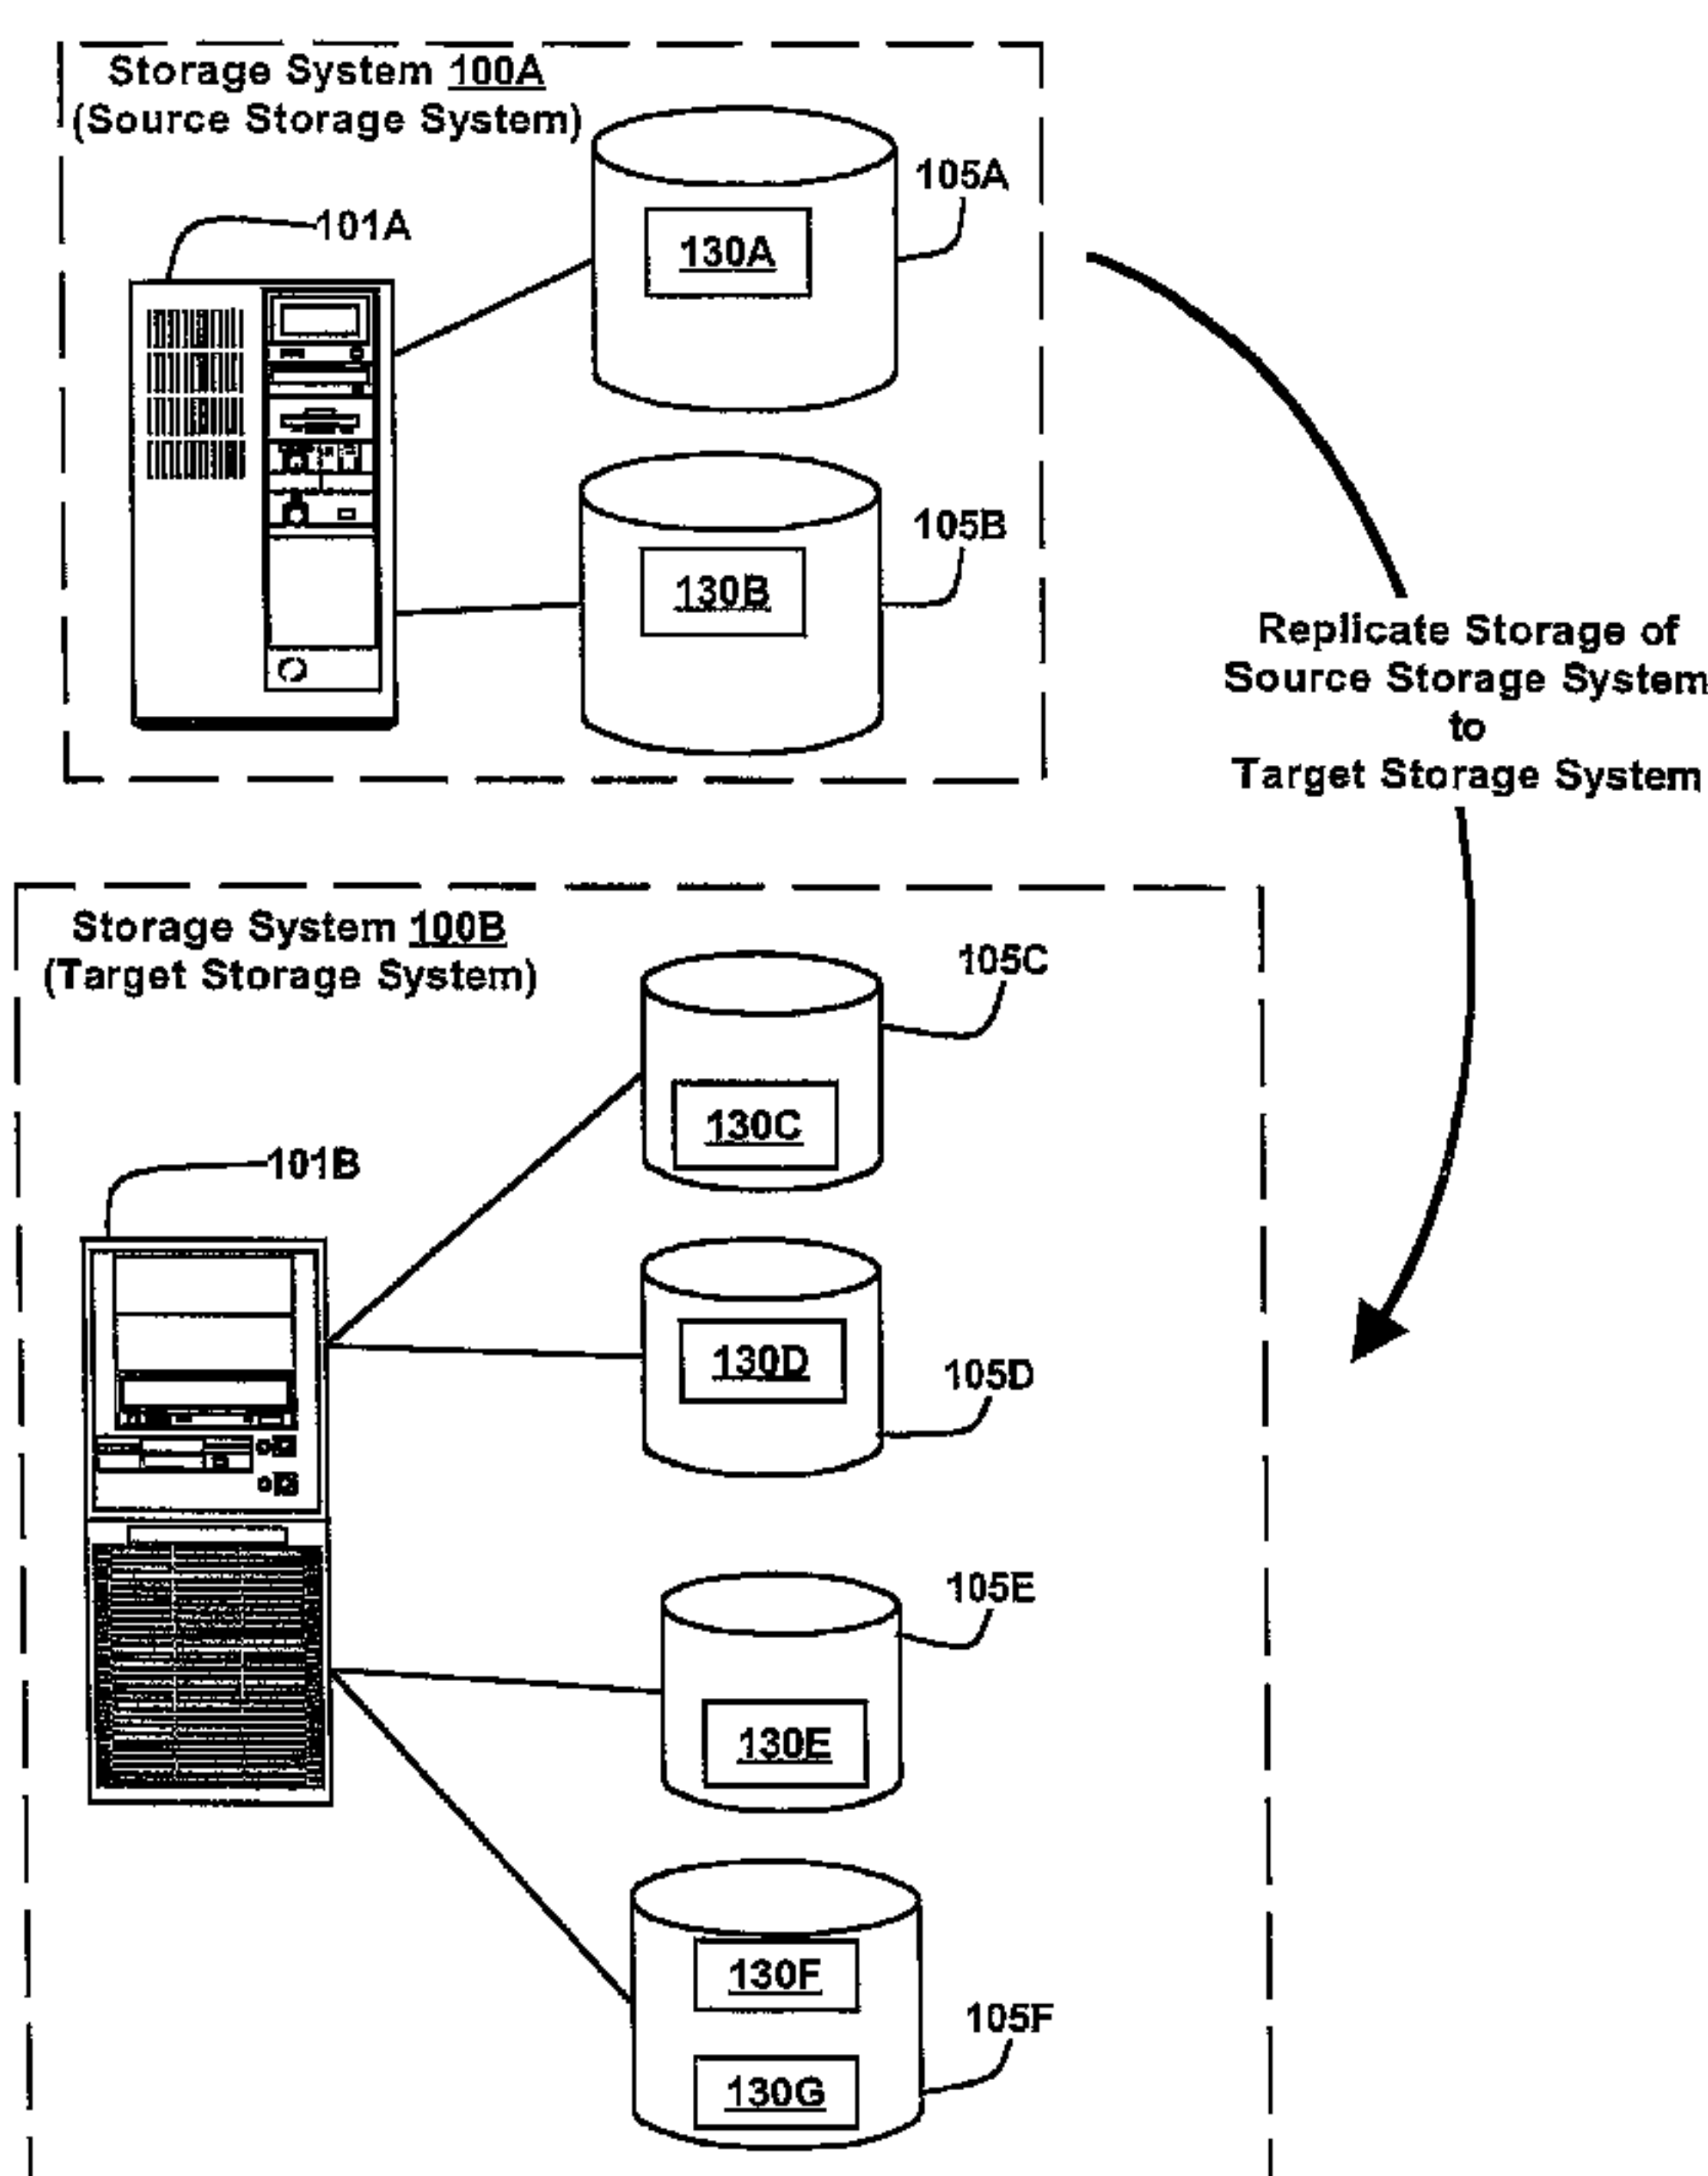 Storage System 100A
(Source Storage System)
105A
101A
130A
105B
130B
Replicate Storage of
Source Storage System
to
Target Storage System
Storage System 100B
(Target Storage System)
105C
130C
101B
130D
105D
105E
130E
130F
105F
130G